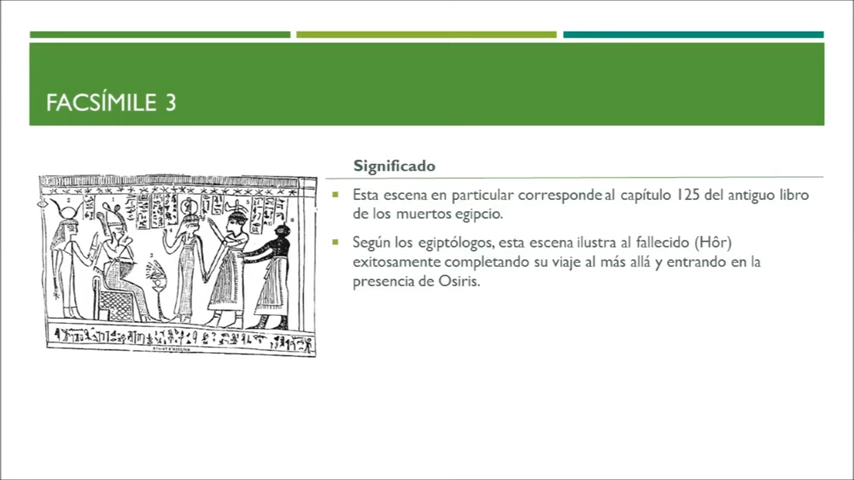 FACSÍMILE 3
Significado
Esta escena en particular corresponde al capítulo 125 del antiguo libro
de los muertos egipcio.
Según los egiptólogos, esta escena ilustra al fallecido (Hôr)
exitosamente completando su viaje al más allá y entrando en la
presencia de Osiris.